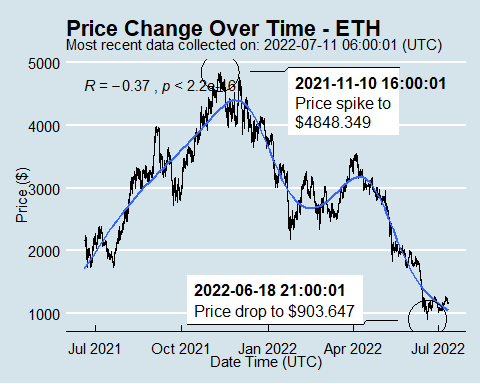 Price Change Over Time - ETH
Most recent data collected on: 2022-07-11 06:00:01 (UTC)
5000
R = −0.37 , p < 2.2e−16
2021-11-10 16:00:01
Price spike to
$4848.349
4000
3000
Price ($)
2000
2022-06-18 21:00:01
Price drop to $903.647
1000
Jul 2021
Oct 2021
Jan 2022
Apr 2022
Jul 2022
Date Time (UTC)